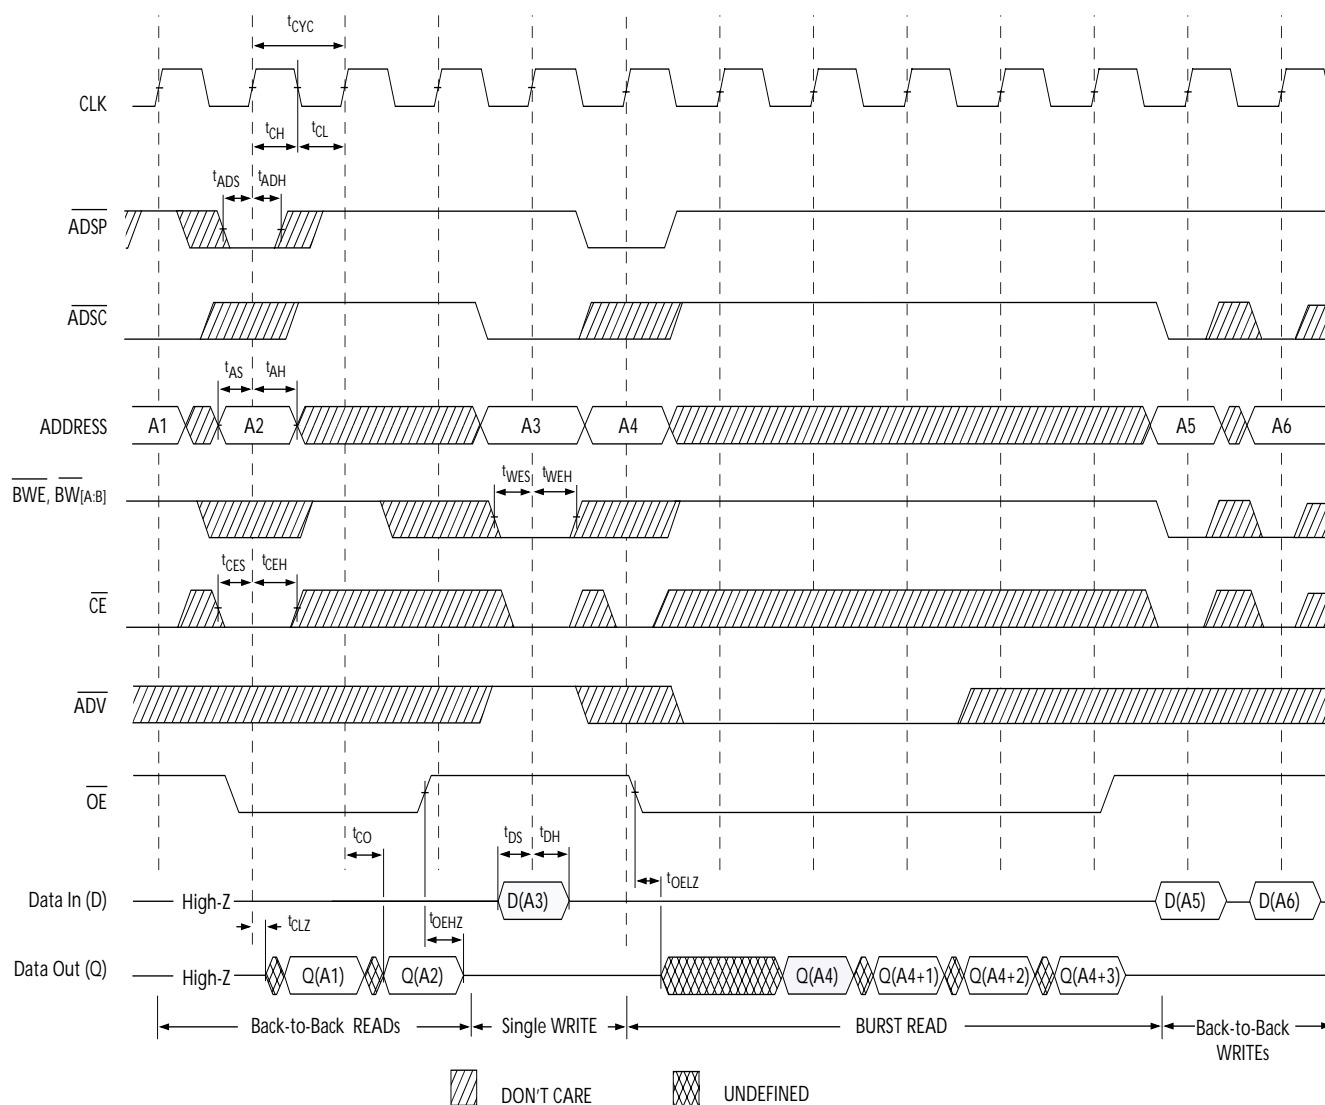 tCYC
CLK
tCH tCL
tADS tADH
ADSP
ADSC
tAS tAH
ADDRESS A1 A2 A3 A4 A5 A6
tWES tWEH
BWE, BW[A:B]
tCES tCEH
CE
ADV
OE
tCO tDS tDH
tOELZ
Data In (D) High-Z D(A3) D(A5) D(A6)
tCLZ tOEHZ
Data Out (Q) High-Z Q(A1) Q(A2) Q(A4) Q(A4+1) Q(A4+2) Q(A4+3)
Back-to-Back READs Single WRITE BURST READ Back-to-Back
WRITEs
DON'T CARE UNDEFINED